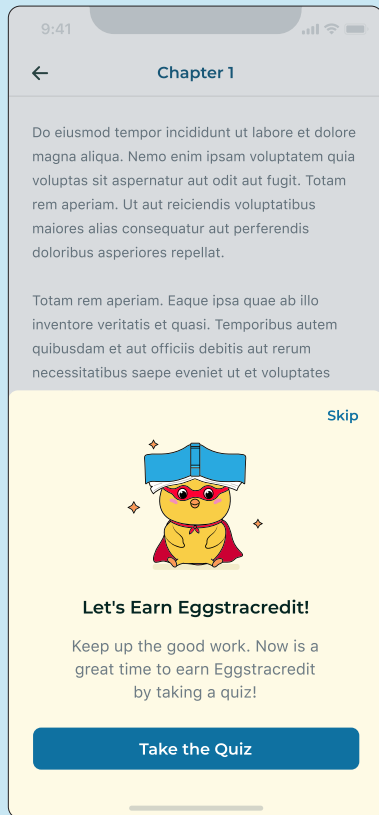 9:41
Chapter 1
Do eiusmod tempor incididunt ut labore et dolore
magna aliqua. Nemo enim ipsam voluptatem quia
voluptas sit aspernatur aut odit aut fugit. Totam
rem aperiam. Ut aut reiciendis voluptatibus
maiores alias consequatur aut perferendis
doloribus asperiores repellat.
Totam rem aperiam. Eaque ipsa quae ab illo
inventore veritatis et quasi. Temporibus autem
quibusdam et aut officiis debitis aut rerum
necessitatibus saepe eveniet ut et voluptates
Skip
Let's Earn Eggstracredit!
Keep up the good work. Now is a
great time to earn Eggstracredit
by taking a quiz!
Take the Quiz